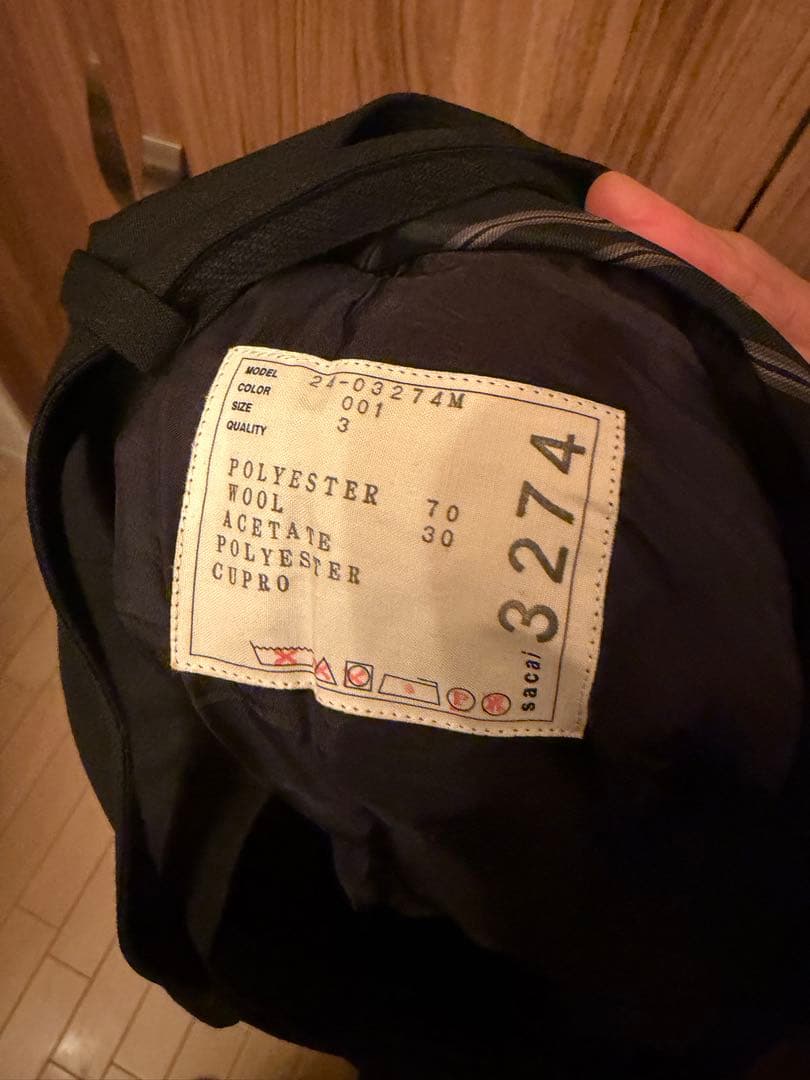 MODEL 24-03274M
COLOR 001
SIZE 3
QUALITY
POLYESTER 70
WOOL 30
ACETATE
POLYESTER
CUPRO
sacai 3274
P